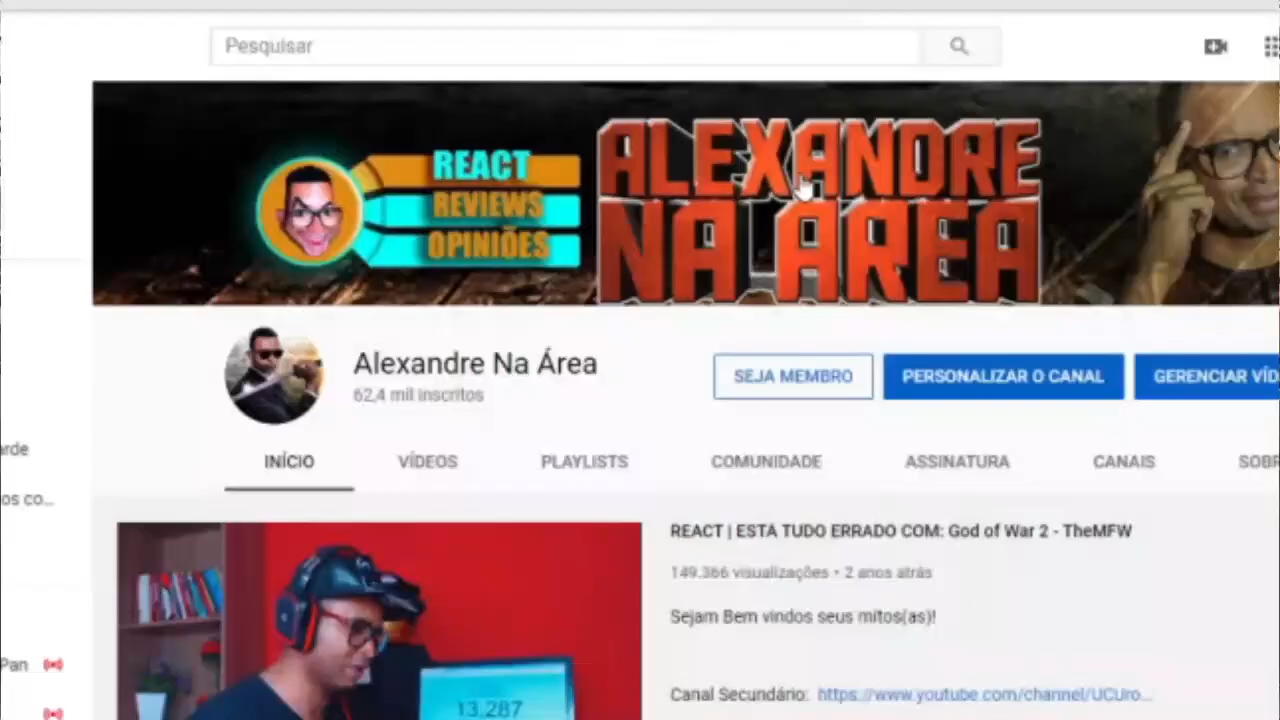 Pesquisar
REACT
REVIEWS
OPINIÕES
ALEXANDRE
NA ÁREA
Alexandre Na Área
62,4 mil inscritos
SEJA MEMBRO
PERSONALIZAR O CANAL
GERENCIAR VÍD
INÍCIO
VÍDEOS
PLAYLISTS
COMUNIDADE
ASSINATURA
CANAIS
SOBR
arde
os co...
Pan
REACT | ESTA TUDO ERRADO COM: God of War 2 - TheMFW
149.366 visualizações • 2 anos atrás
Sejam Bem vindos seus mitos(as)!
Canal Secundário: https://www.youtube.com/channel/UCUro...
13.287